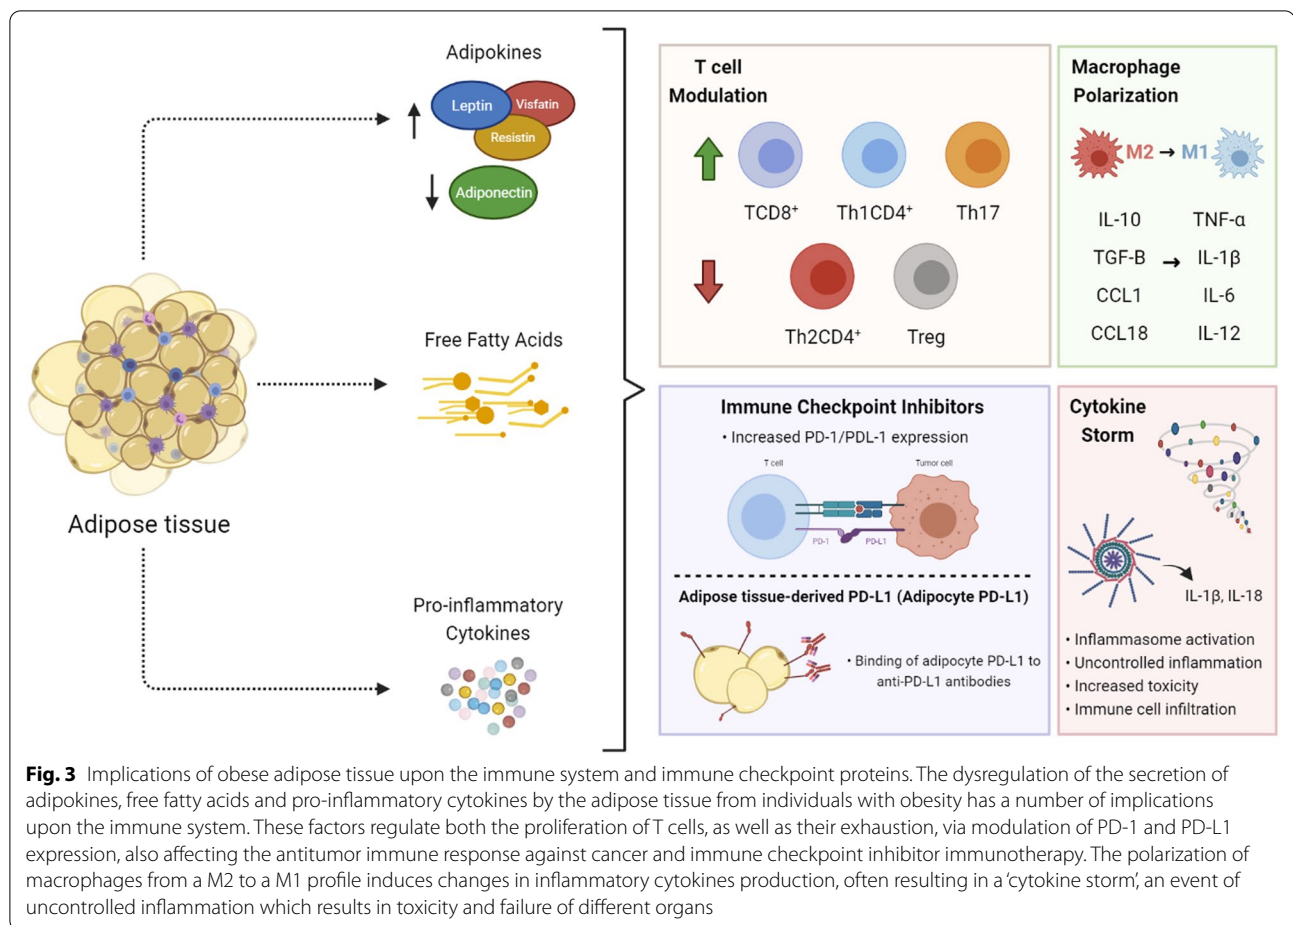 Adipokines
Leptin
Visfatin
Resistin
Adiponectin
Free Fatty Acids
Adipose tissue
Pro-inflammatory
Cytokines
T cell
Modulation
TCD8⁺
Th1CD4⁺
Th17
Th2CD4⁺
Treg
Macrophage
Polarization
M2 → M1
IL-10 TNF-α
TGF-B → IL-1β
CCL1 IL-6
CCL18 IL-12
Immune Checkpoint Inhibitors
• Increased PD-1/PDL-1 expression
T cell
Tumor cell
PD-1
PD-L1
Adipose tissue-derived PD-L1 (Adipocyte PD-L1)
• Binding of adipocyte PD-L1 to
anti-PD-L1 antibodies
Cytokine
Storm
IL-1β, IL-18
• Inflammasome activation
• Uncontrolled inflammation
• Increased toxicity
• Immune cell infiltration
Fig. 3 Implications of obese adipose tissue upon the immune system and immune checkpoint proteins. The dysregulation of the secretion of
adipokines, free fatty acids and pro-inflammatory cytokines by the adipose tissue from individuals with obesity has a number of implications
upon the immune system. These factors regulate both the proliferation of T cells, as well as their exhaustion, via modulation of PD-1 and PD-L1
expression, also affecting the antitumor immune response against cancer and immune checkpoint inhibitor immunotherapy. The polarization of
macrophages from a M2 to a M1 profile induces changes in inflammatory cytokines production, often resulting in a ‘cytokine storm’, an event of
uncontrolled inflammation which results in toxicity and failure of different organs